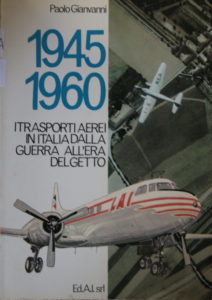 Paolo Gianvanni
1945
1960
I TRASPORTI AEREI
IN ITALIA DALLA
GUERRA ALL'ERA
DEL GETTO
LAI
Ed.A.I. srl